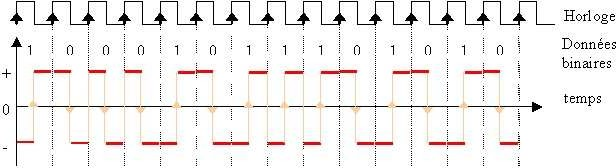 Horloge
1 0 0 0 1 0 1 1 1 0 1 0 1 0
Données
binaires
+
0
temps
-